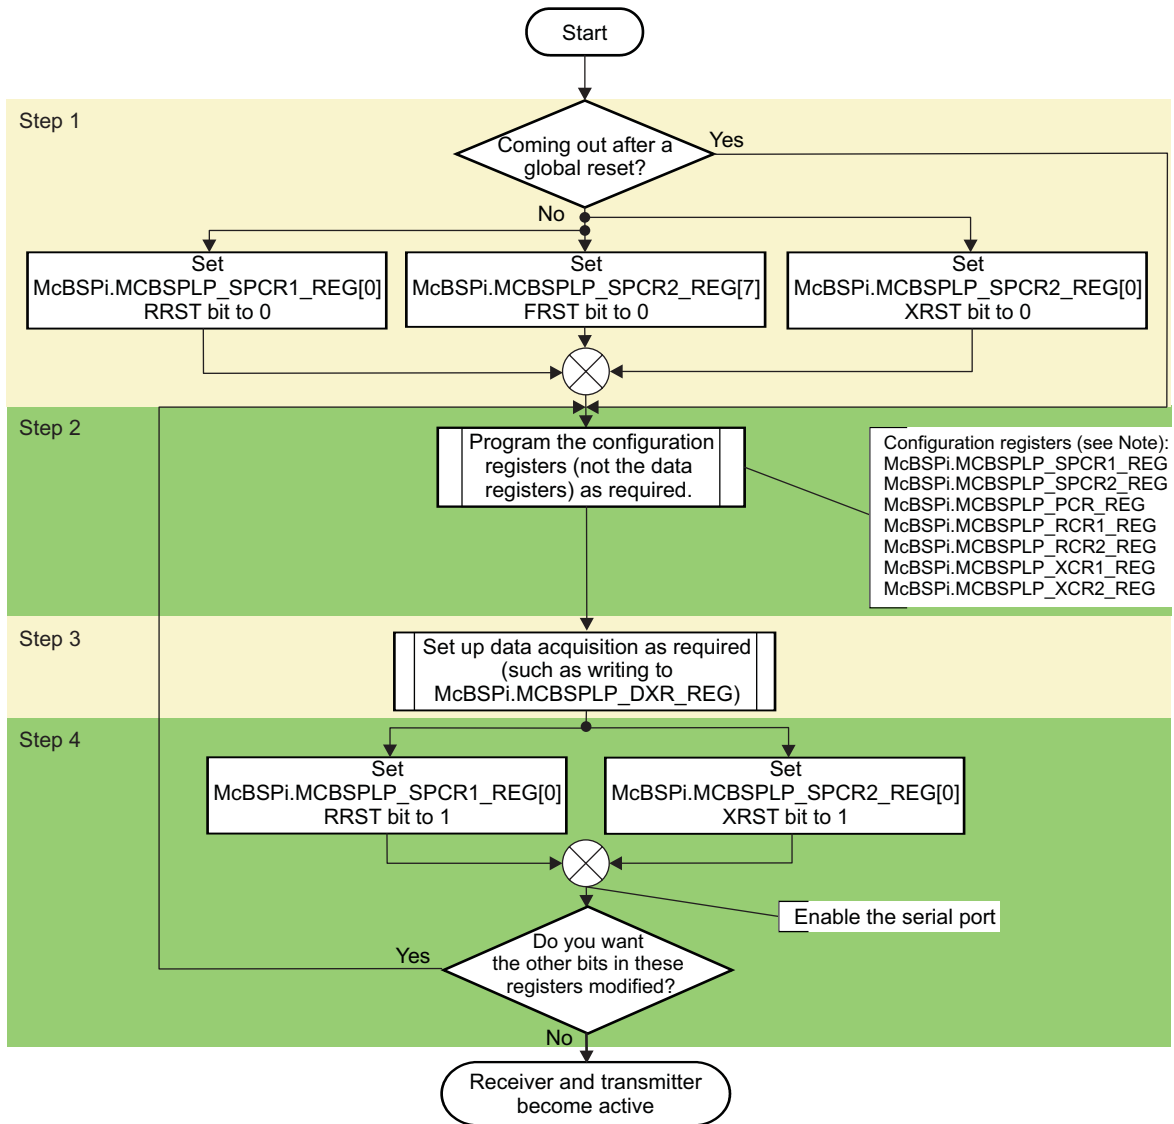 Start
Step 1
Coming out after a
global reset?
Yes
No
Set
McBSPi.MCBSPLP_SPCR1_REG[0]
RRST bit to 0
Set
McBSPi.MCBSPLP_SPCR2_REG[7]
FRST bit to 0
Set
McBSPi.MCBSPLP_SPCR2_REG[0]
XRST bit to 0
Step 2
Program the configuration
registers (not the data
registers) as required.
Configuration registers (see Note):
McBSPi.MCBSPLP_SPCR1_REG
McBSPi.MCBSPLP_SPCR2_REG
McBSPi.MCBSPLP_PCR_REG
McBSPi.MCBSPLP_RCR1_REG
McBSPi.MCBSPLP_RCR2_REG
McBSPi.MCBSPLP_XCR1_REG
McBSPi.MCBSPLP_XCR2_REG
Step 3
Set up data acquisition as required
(such as writing to
McBSPi.MCBSPLP_DXR_REG)
Step 4
Set
McBSPi.MCBSPLP_SPCR1_REG[0]
RRST bit to 1
Set
McBSPi.MCBSPLP_SPCR2_REG[0]
XRST bit to 1
Enable the serial port
Do you want
the other bits in these
registers modified?
Yes
No
Receiver and transmitter
become active